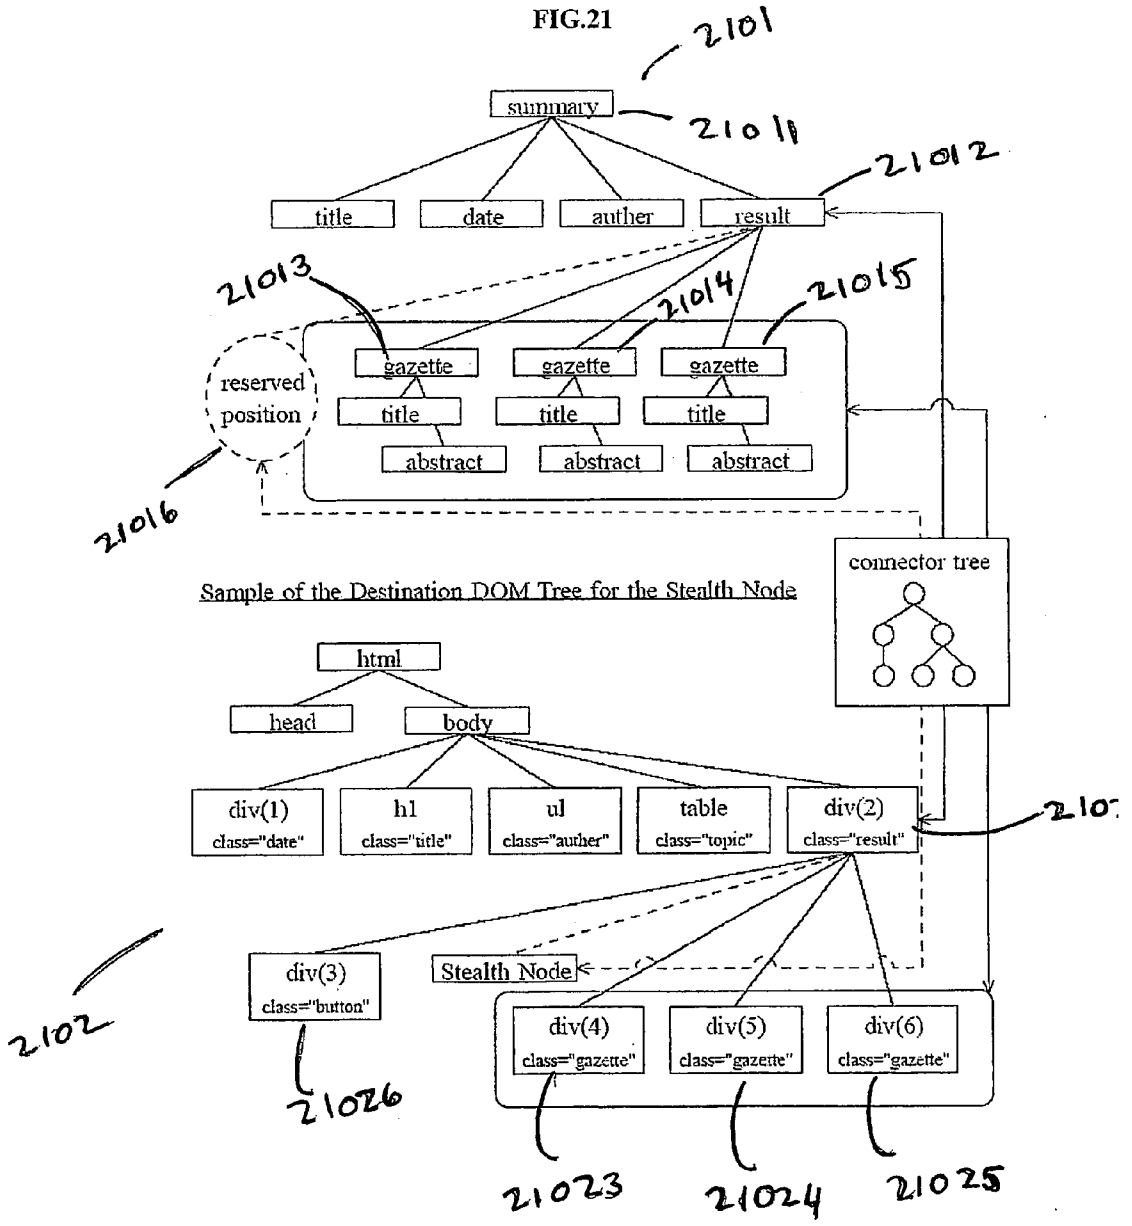 FIG.21
2101
summary
21011
21012
title
date
auther
result
21013
21014
21015
gazette
gazette
gazette
reserved
position
title
title
title
abstract
abstract
abstract
21016
connector tree
Sample of the Destination DOM Tree for the Stealth Node
html
head
body
div(1)
class="date"
h1
class="title"
ul
class="auther"
table
class="topic"
div(2)
class="result"
210
2102
div(3)
class="button"
Stealth Node
div(4)
class="gazette"
div(5)
class="gazette"
div(6)
class="gazette"
21026
21023
21024
21025